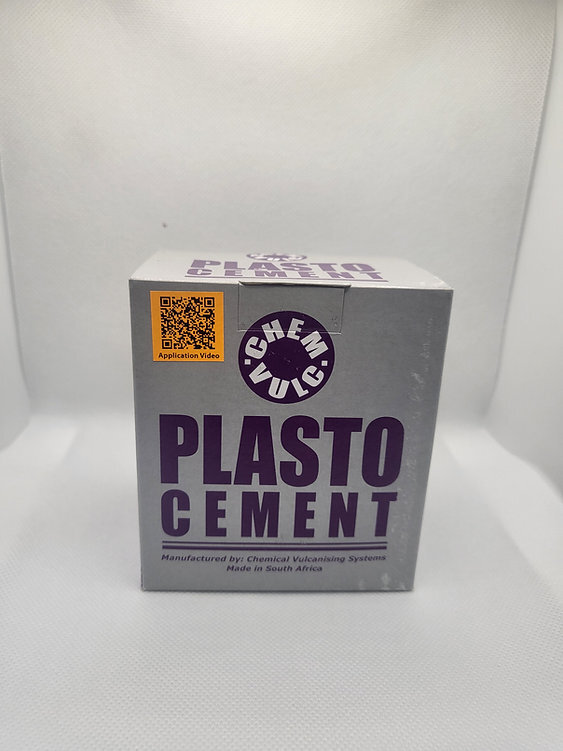 PLASTO
CEMENT
Application Video
CHEM
VULC
PLASTO
CEMENT
Manufactured by: Chemical Vulcanising Systems
Made in South Africa